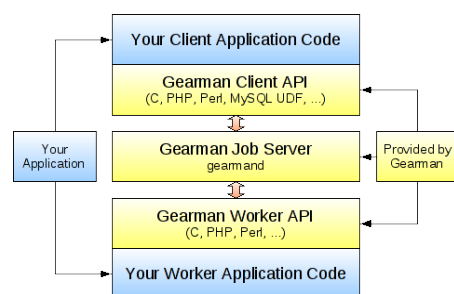 Your Client Application Code
Gearman Client API
(C, PHP, Perl, MySQL UDF, ...)
Your
Application
Gearman Job Server
gearmand
Provided by
Gearman
Gearman Worker API
(C, PHP, Perl, ...)
Your Worker Application Code